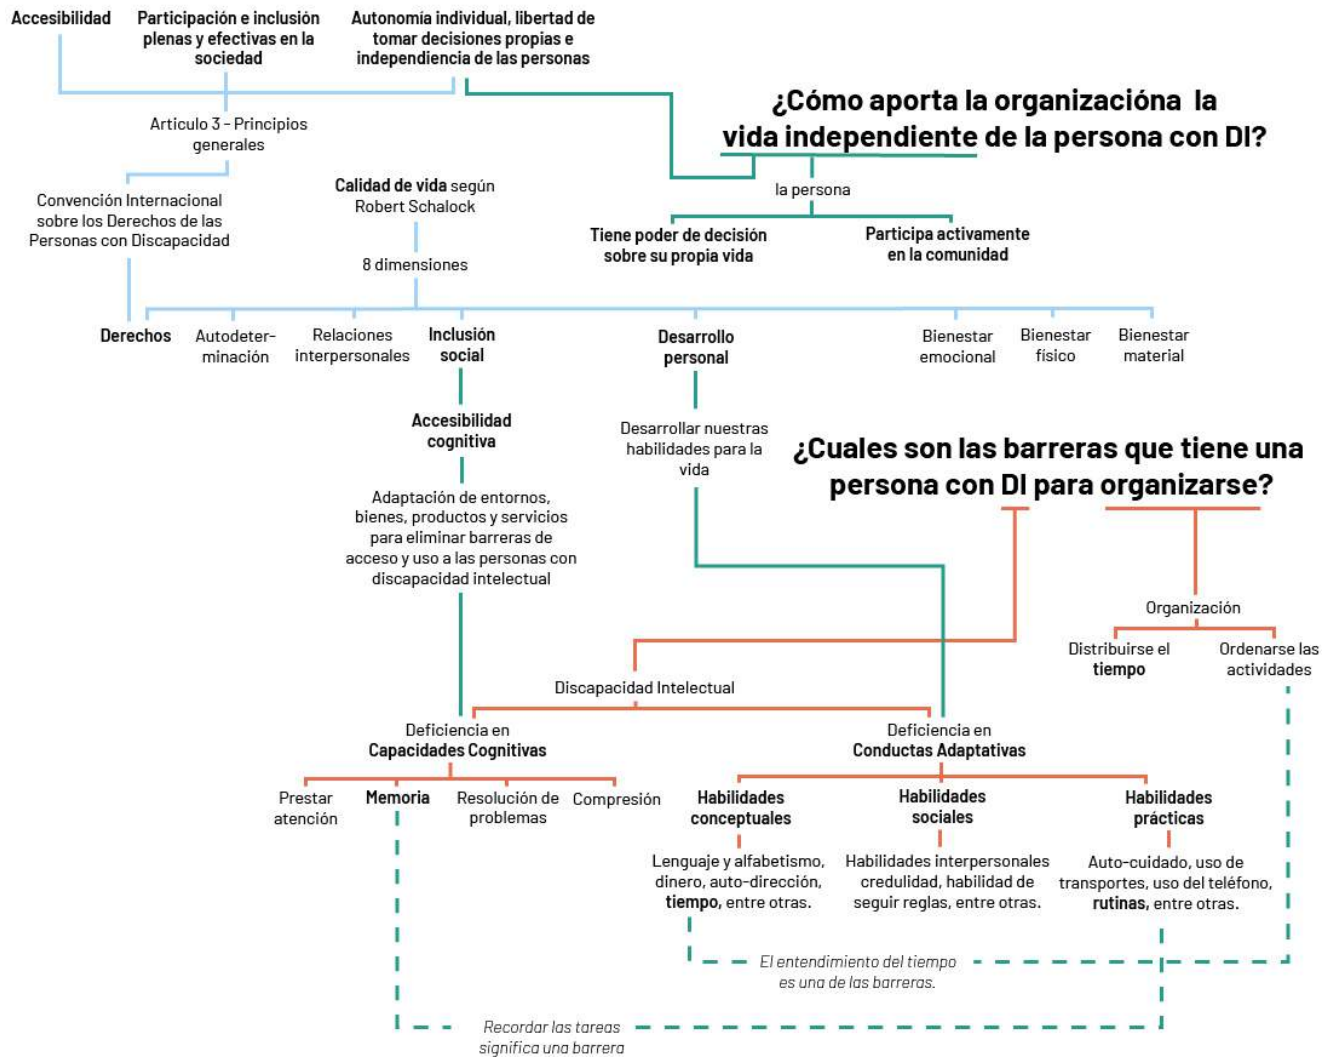 Accesibilidad
Participación e inclusión
plenas y efectivas en la
sociedad
Autonomía individual, libertad de
tomar decisiones propias e
independiencia de las personas
¿Cómo aporta la organizacióna la
vida independiente de la persona con DI?
Articulo 3 - Principios
generales
Convención Internacional
sobre los Derechos de las
Personas con Discapacidad
Calidad de vida según
Robert Schalock
8 dimensiones
la persona
Tiene poder de decisión
sobre su propia vida
Participa activamente
en la comunidad
Derechos
Autodeter-
minación
Relaciones
interpersonales
Inclusión
social
Desarrollo
personal
Bienestar
emocional
Bienestar
físico
Bienestar
material
Accesibilidad
cognitiva
Adaptación de entornos,
bienes, productos y servicios
para eliminar barreras de
acceso y uso a las personas con
discapacidad intelectual
Desarrollar nuestras
habilidades para la
vida
¿Cuales son las barreras que tiene una
persona con DI para organizarse?
Organización
Distribuirse el
tiempo
Ordenarse las
actividades
Discapacidad Intelectual
Deficiencia en
Capacidades Cognitivas
Deficiencia en
Conductas Adaptativas
Prestar
atención
Memoria
Resolución de
problemas
Compresión
Habilidades
conceptuales
Habilidades
sociales
Habilidades
prácticas
Lenguaje y alfabetismo,
dinero, auto-dirección,
tiempo, entre otras.
Habilidades interpersonales
credulidad, habilidad de
seguir reglas, entre otras.
Auto-cuidado, uso de
transportes, uso del teléfono,
rutinas, entre otras.
El entendimiento del tiempo
es una de las barreras.
Recordar las tareas
significa una barrera